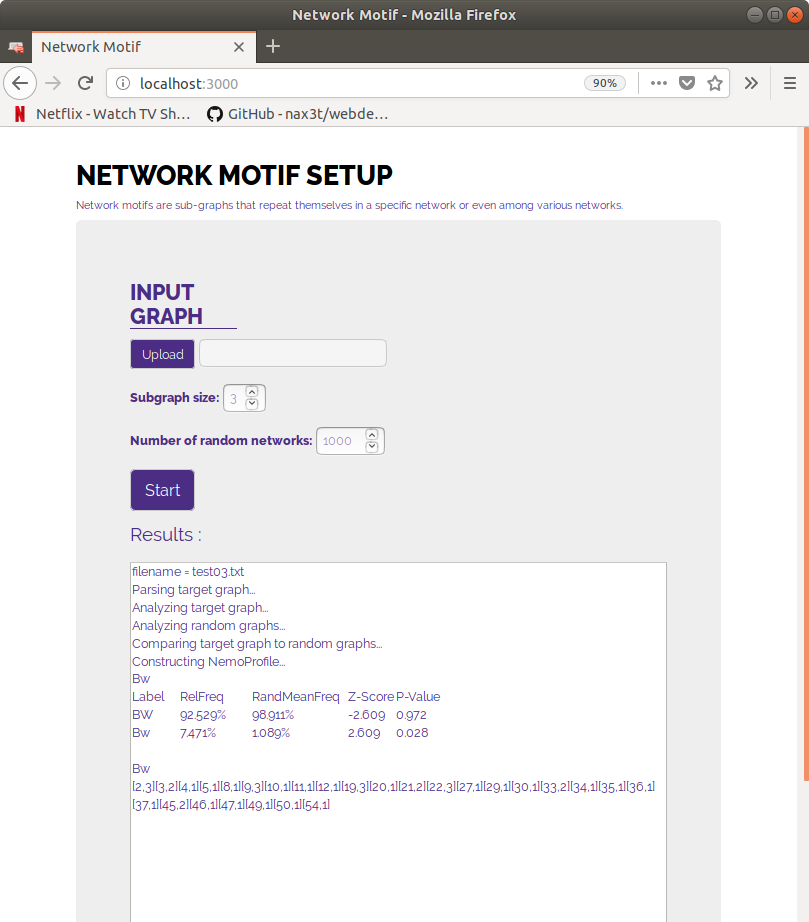 Network Motif - Mozilla Firefox
Network Motif
localhost:3000
90%
Netflix - Watch TV Sh...
GitHub - nax3t/webde...
NETWORK MOTIF SETUP
Network motifs are sub-graphs that repeat themselves in a specific network or even among various networks.
INPUT
GRAPH
Upload
Subgraph size: 3
Number of random networks: 1000
Start
Results :
filename = test03.txt
Parsing target graph...
Analyzing target graph...
Analyzing random graphs...
Comparing target graph to random graphs...
Constructing NemoProfile...
Bw
Label RelFreq RandMeanFreq Z-Score P-Value
BW 92.529% 98.911% -2.609 0.972
Bw 7.471% 1.089% 2.609 0.028
Bw
[2,3][3,2][4,1][5,1][8,1][9,3][10,1][11,1][12,1][19,3][20,1][21,2][22,3][27,1][29,1][30,1][33,2][34,1][35,1][36,1]
[37,1][45,2][46,1][47,1][49,1][50,1][54,1]